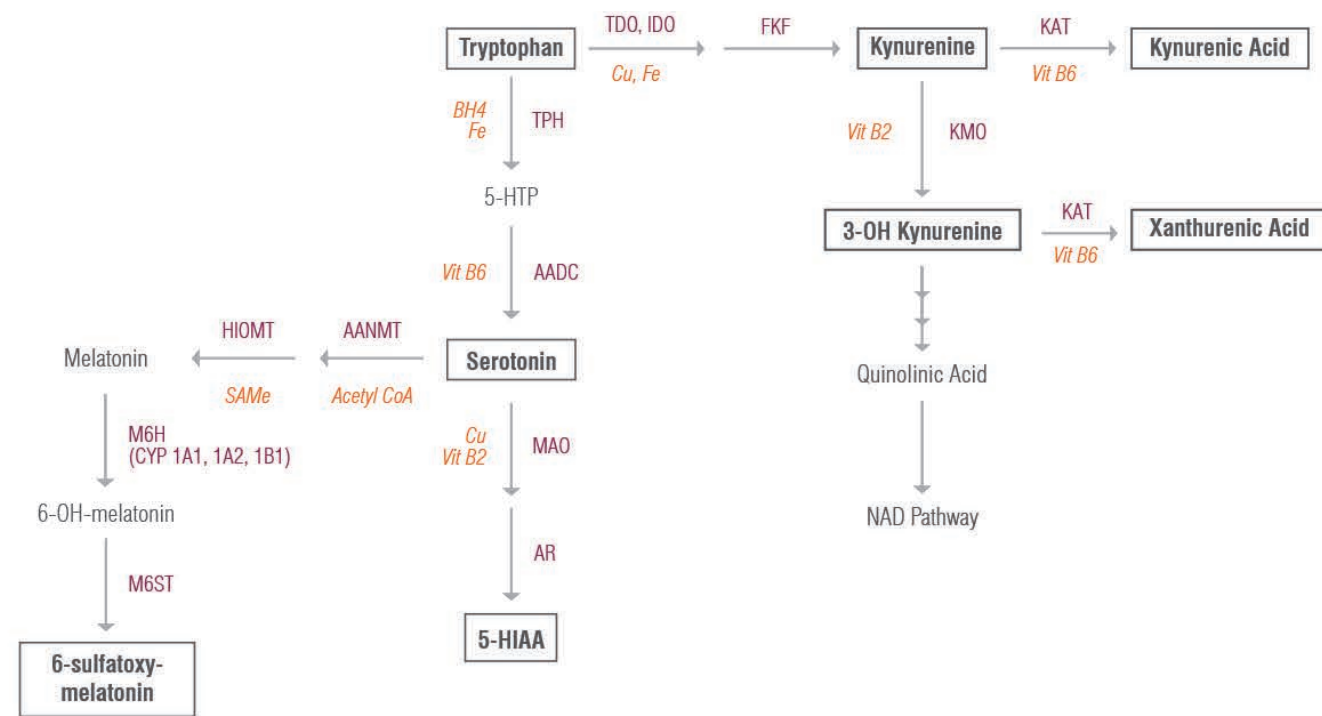 TDO, IDO
FKF
KAT
Tryptophan
Kynurenine
Kynurenic Acid
Cu, Fe
Vit B6
BH4
Fe
TPH
Vit B2
KMO
5-HTP
KAT
3-OH Kynurenine
Xanthurenic Acid
Vit B6
Vit B6
AADC
HIOMT
AANMT
Melatonin
Serotonin
Quinolinic Acid
SAMe
Acetyl CoA
M6H
(CYP 1A1, 1A2, 1B1)
Cu
Vit B2
MAO
6-OH-melatonin
NAD Pathway
AR
M6ST
5-HIAA
6-sulfatoxy-
melatonin